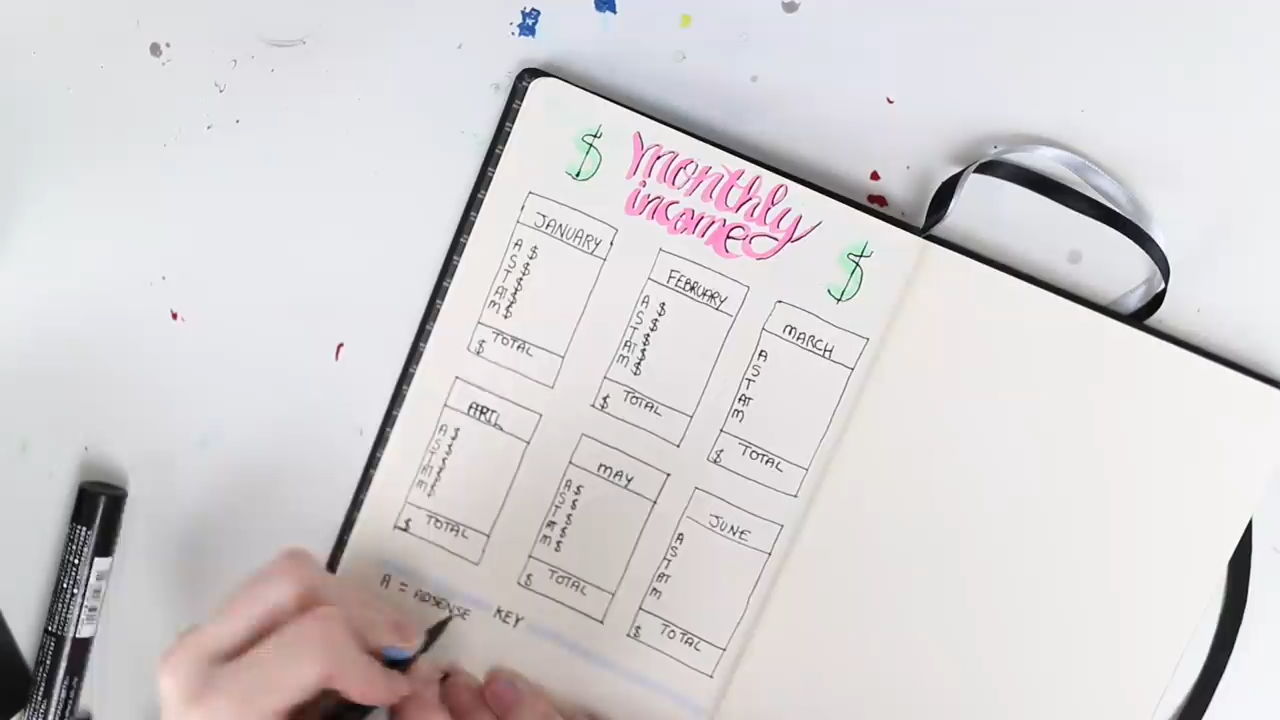 $ monthly
income $
JANUARY
A $
S $
T $
AT $
M $
TOTAL
$
FEBRUARY
A $
S $
T $
AT $
M $
TOTAL
$
MARCH
A
S
T
AT
M
TOTAL
$
APRIL
A $
S $
T $
AT $
M $
TOTAL
$
MAY
A $
S $
T $
AT $
M $
TOTAL
$
JUNE
A
S
T
AT
M
TOTAL
$
KEY
A = ADSENSE